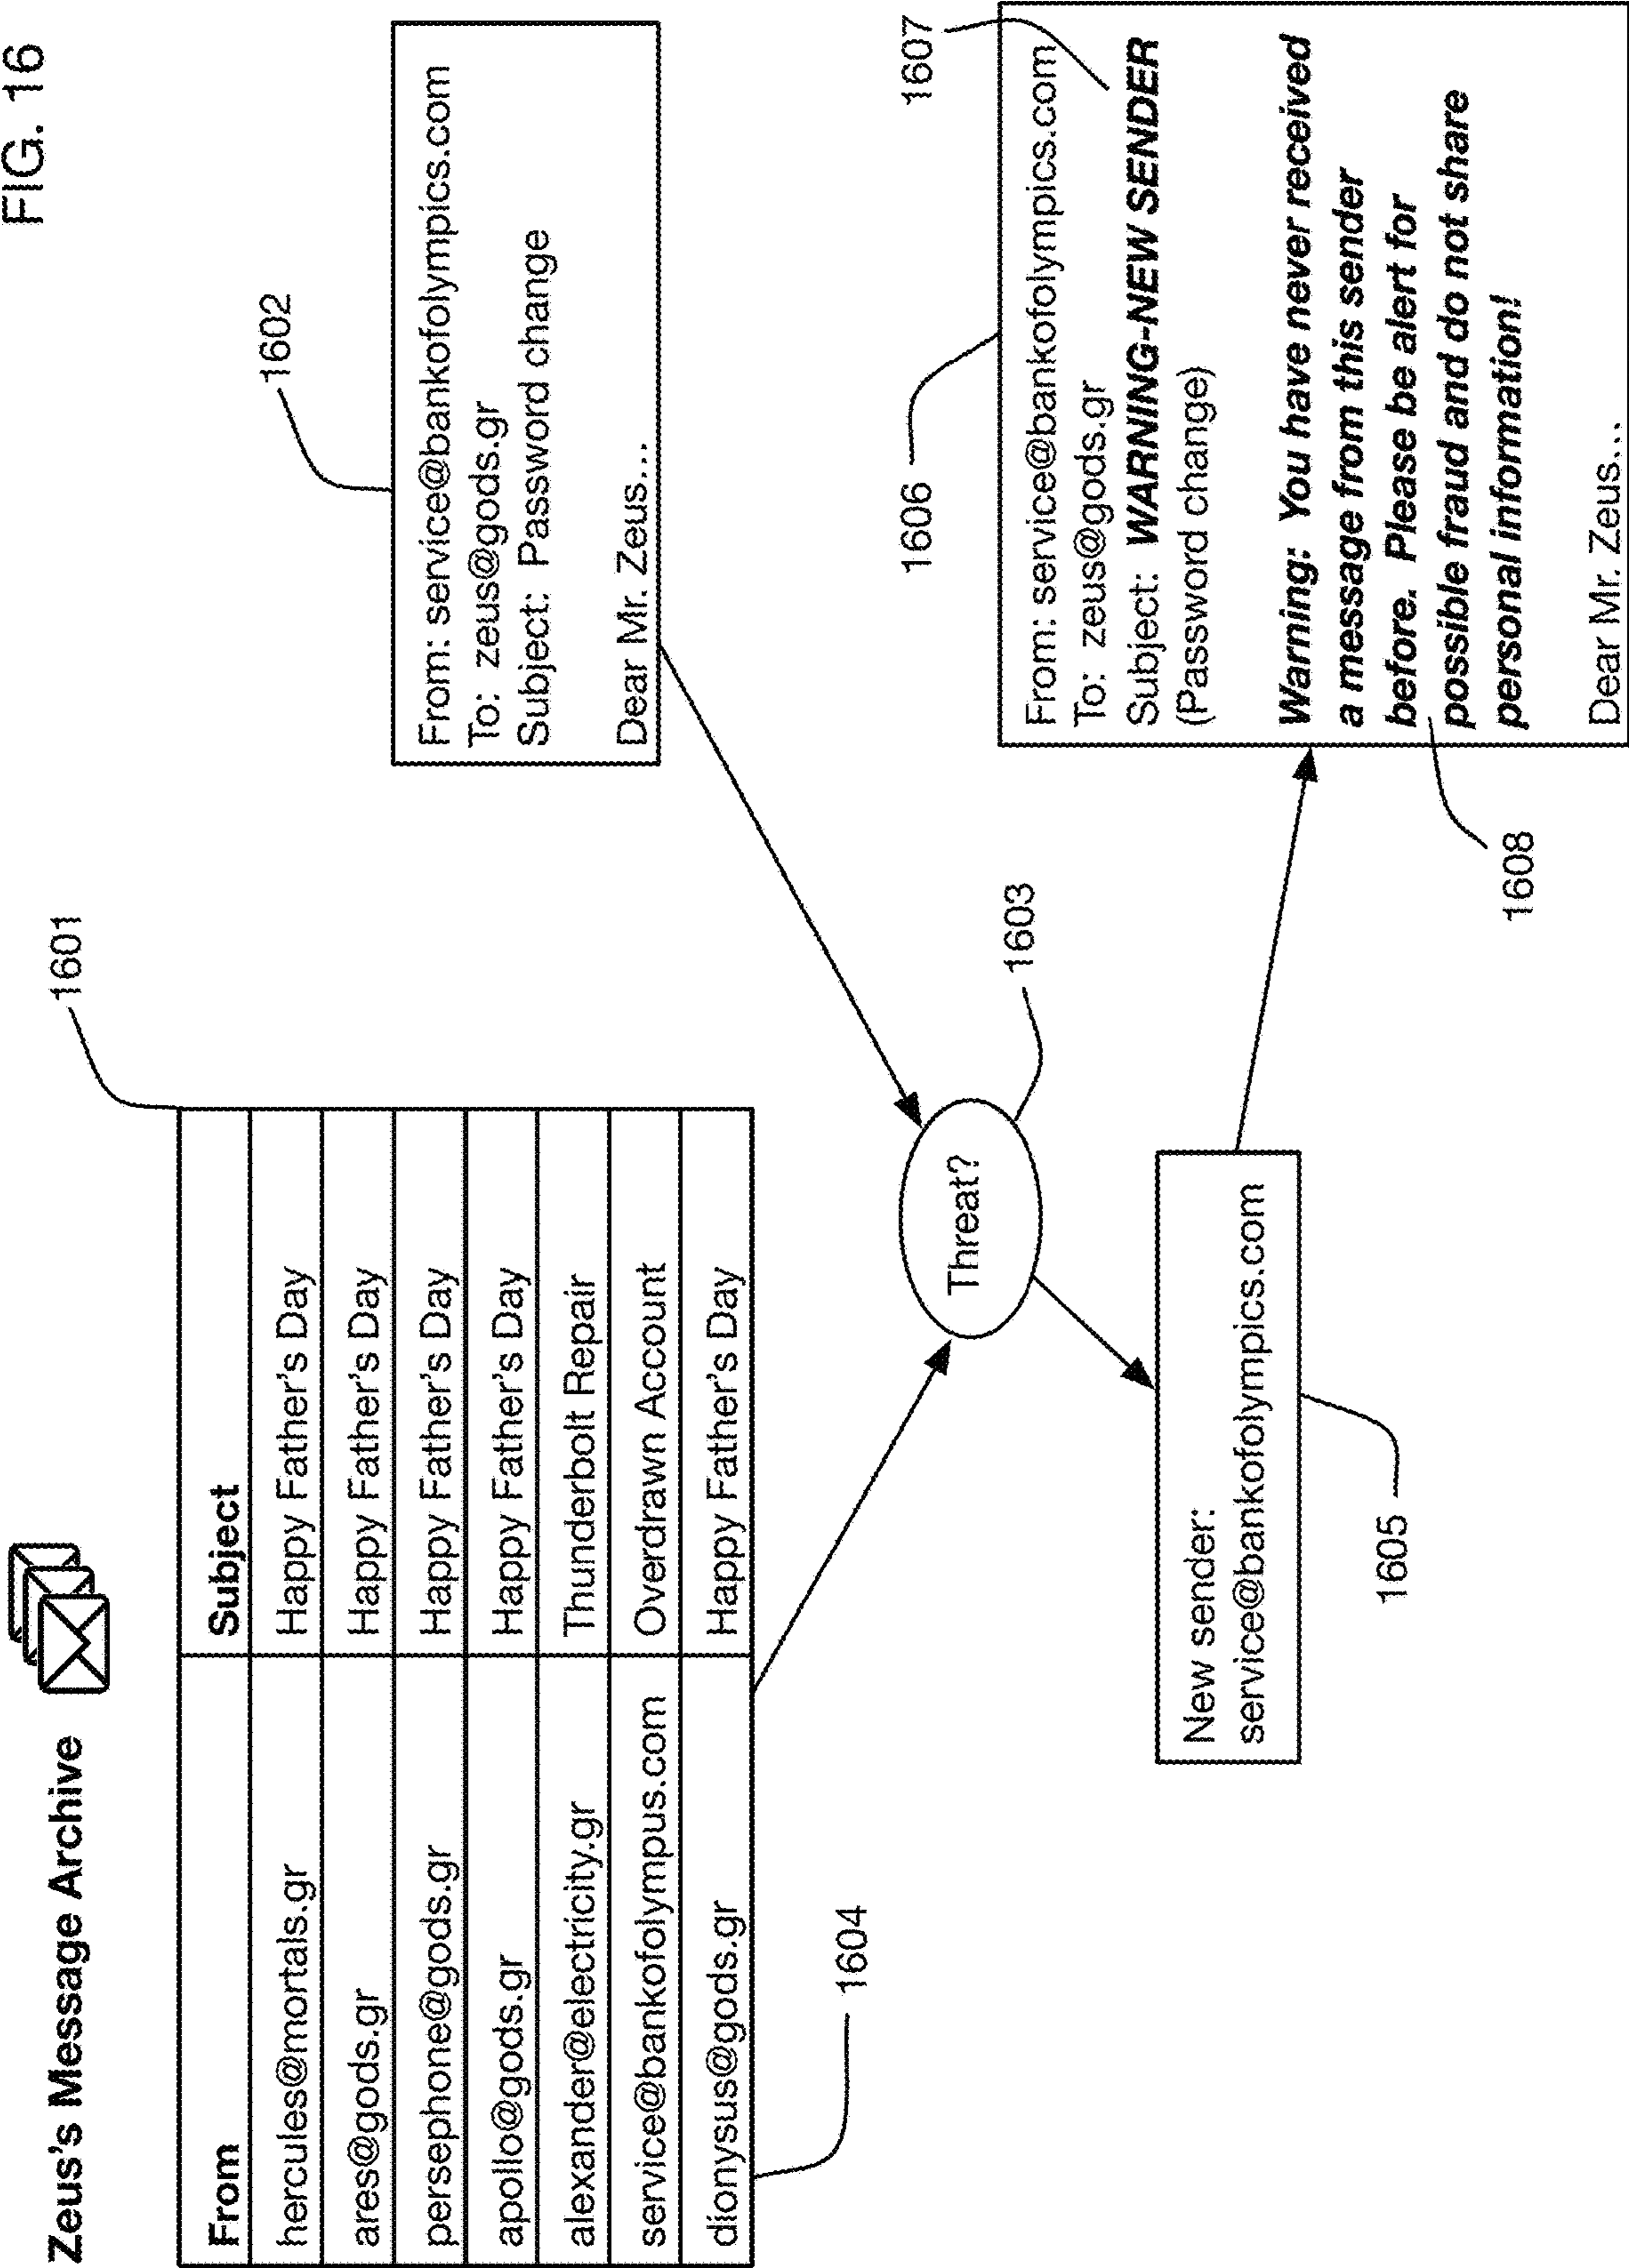 FIG. 16
Zeus's Message Archive
1601
From Subject
hercules@mortals.gr Happy Father's Day
ares@gods.gr Happy Father's Day
persephone@gods.gr Happy Father's Day
apollo@gods.gr Happy Father's Day
alexander@electricity.gr Thunderbolt Repair
service@bankofolympus.com Overdrawn Account
dionysus@gods.gr Happy Father's Day
1604
1602
From: service@bankofolympics.com
To: zeus@gods.gr
Subject: Password change
Dear Mr. Zeus...
Threat?
1603
New sender:
service@bankofolympics.com
1605
1606
1607
From: service@bankofolympics.com
To: zeus@gods.gr
Subject: WARNING-NEW SENDER
(Password change)
Warning: You have never received
a message from this sender
before. Please be alert for
possible fraud and do not share
personal information!
Dear Mr. Zeus...
1608